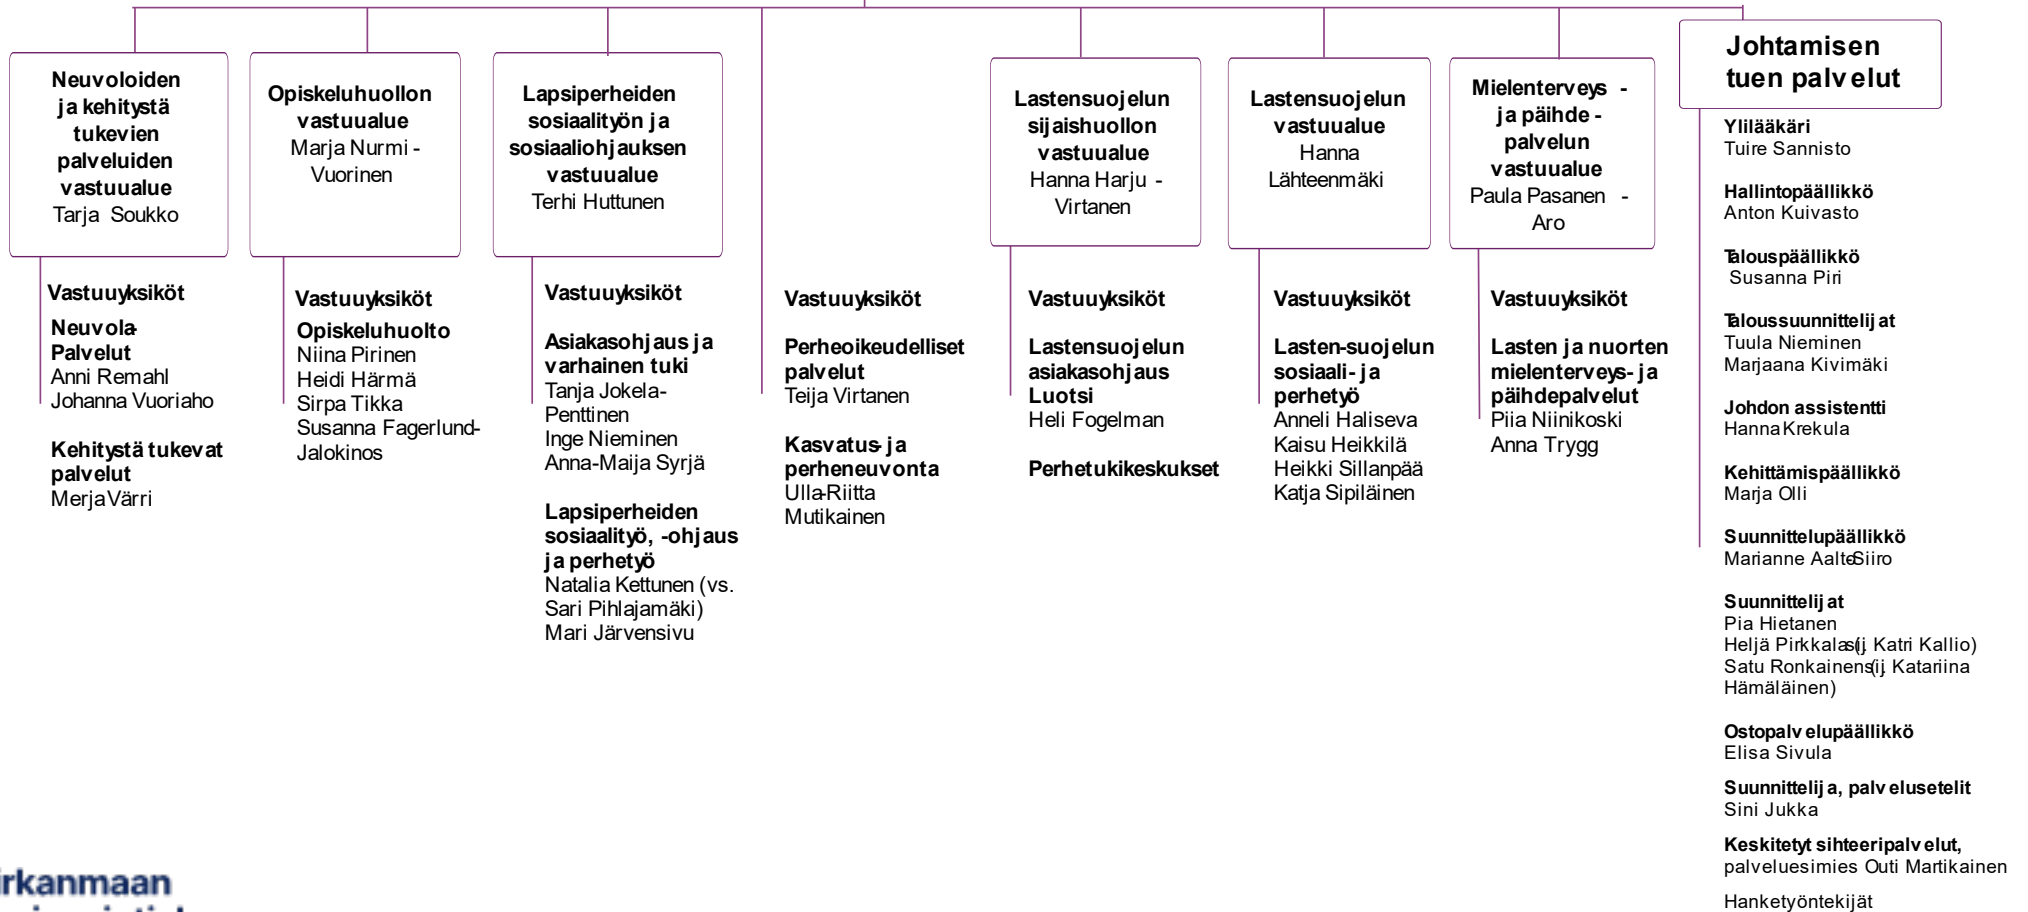 Neuvoloiden
ja kehitystä
tukevien
palveluiden
vastuualue
Tarja Soukko
Vastuuyksiköt
Neuvola-
Palvelut
Anni Remahl
Johanna Vuoriaho
Kehitystä tukevat
palvelut
Merja Värri
Opiskeluhuollon
vastuualue
Marja Nurmi -
Vuorinen
Vastuuyksiköt
Opiskeluhuolto
Niina Pirinen
Heidi Härmä
Sirpa Tikka
Susanna Fagerlund-
Jalokinos
Lapsiperheiden
sosiaalityön ja
sosiaaliohjauksen
vastuualue
Terhi Huttunen
Vastuuyksiköt
Asiakasohjaus ja
varhainen tuki
Tanja Jokela-
Penttinen
Inge Nieminen
Anna-Maija Syrjä
Lapsiperheiden
sosiaalityö, -ohjaus
ja perhetyö
Natalia Kettunen (vs.
Sari Pihlajamäki)
Mari Järvensivu
Vastuuyksiköt
Perheoikeudelliset
palvelut
Teija Virtanen
Kasvatus- ja
perheneuvonta
Ulla-Riitta
Mutikainen
Lastensuojelun
sijaishuollon
vastuualue
Hanna Harju -
Virtanen
Vastuuyksiköt
Lastensuojelun
asiakasohjaus
Luotsi
Heli Fogelman
Perhetukikeskukset
Lastensuojelun
vastuualue
Hanna
Lähteenmäki
Vastuuyksiköt
Lasten-suojelun
sosiaali- ja
perhetyö
Anneli Haliseva
Kaisu Heikkilä
Heikki Sillanpää
Katja Sipiläinen
Mielenterveys -
ja päihde -
palvelun
vastuualue
Paula Pasanen -
Aro
Vastuuyksiköt
Lasten ja nuorten
mielenterveys- ja
päihdepalvelut
Piia Niinikoski
Anna Trygg
Johtamisen
tuen palvelut
Ylilääkäri
Tuire Sannisto
Hallintopäällikkö
Anton Kuivasto
Talouspäällikkö
Susanna Piri
Taloussuunnittelijat
Tuula Nieminen
Marjaana Kivimäki
Johdon assistentti
Hanna Krekula
Kehittämispäällikkö
Marja Olli
Suunnittelupäällikkö
Marianne Aalto-Siiro
Suunnittelijat
Pia Hietanen
Heljä Pirkkala (sij. Katri Kallio)
Satu Ronkainen (sij. Katariina
Hämäläinen)
Ostopalvelupäällikkö
Elisa Sivula
Suunnittelija, palvelusetelit
Sini Jukka
Keskitetyt sihteeripalvelut,
palveluesimies Outi Martikainen
Hanketyöntekijät
irkanmaan